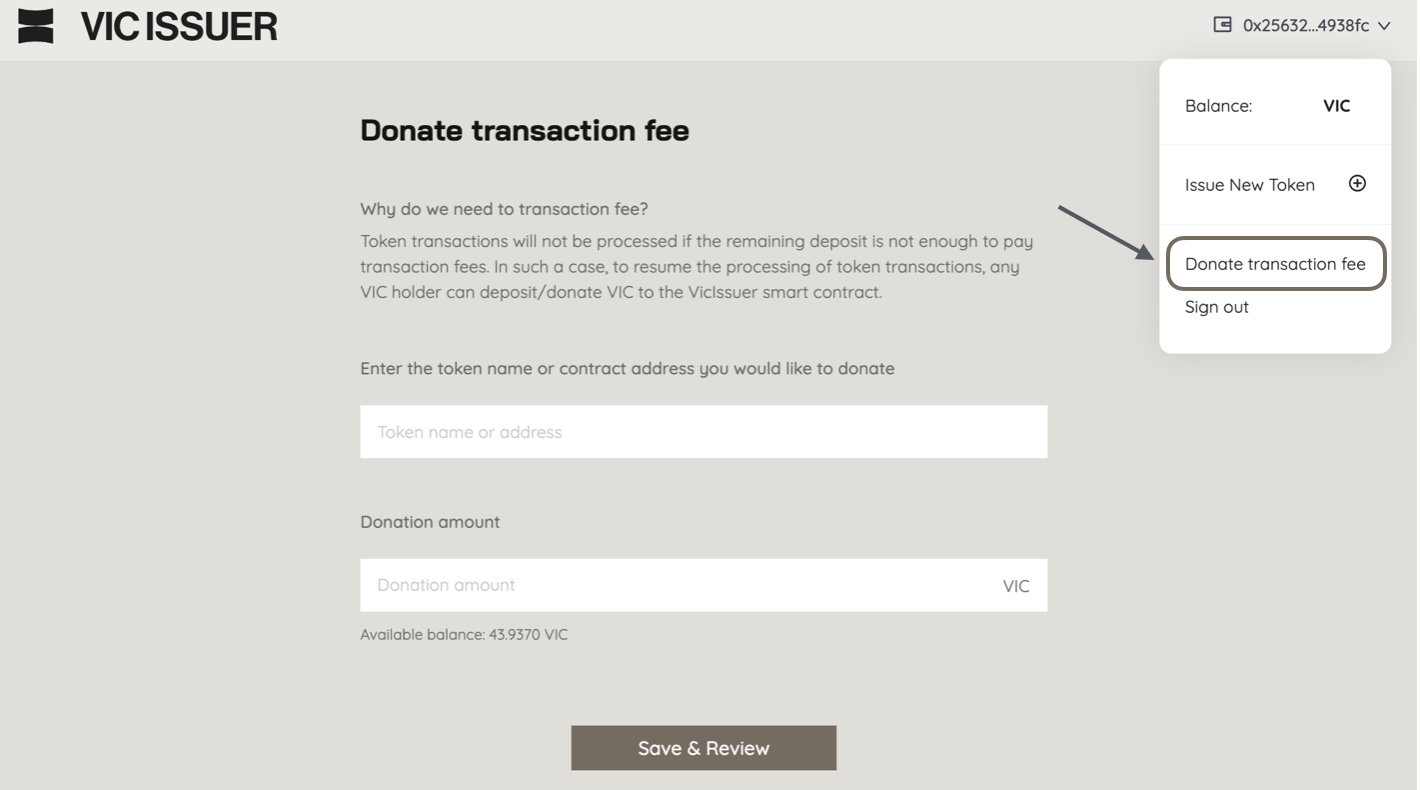 VIC ISSUER
0x25632...4938fc
Balance: VIC
Issue New Token
Donate transaction fee
Sign out
Donate transaction fee
Why do we need to transaction fee?
Token transactions will not be processed if the remaining deposit is not enough to pay
transaction fees. In such a case, to resume the processing of token transactions, any
VIC holder can deposit/donate VIC to the VicIssuer smart contract.
Enter the token name or contract address you would like to donate
Token name or address
Donation amount
Donation amount VIC
Available balance: 43.9370 VIC
Save & Review